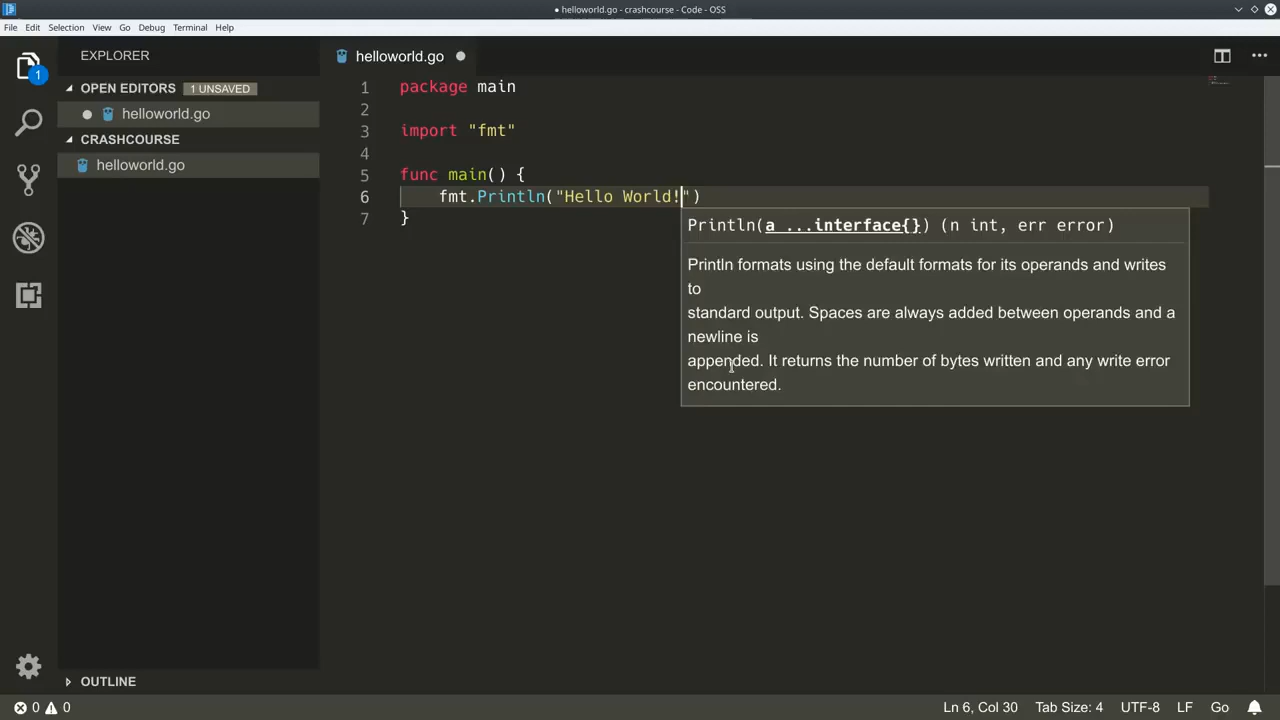 ● helloworld.go - crashcourse - Code - OSS
File Edit Selection View Go Debug Terminal Help
EXPLORER
1
OPEN EDITORS 1 UNSAVED
helloworld.go
CRASHCOURSE
helloworld.go
OUTLINE
helloworld.go
1 package main
2
3 import "fmt"
4
5 func main() {
6 fmt.Println("Hello World!")
7 }
Println(a ...interface{}) (n int, err error)
Println formats using the default formats for its operands and writes
to
standard output. Spaces are always added between operands and a
newline is
appended. It returns the number of bytes written and any write error
encountered.
0 0 Ln 6, Col 30 Tab Size: 4 UTF-8 LF Go